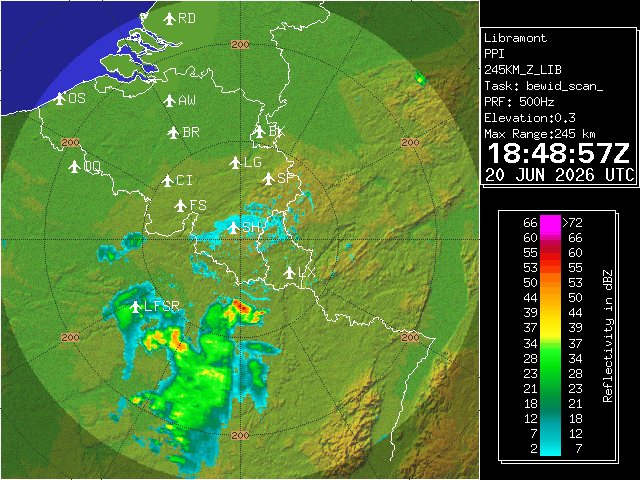 RD
200
OS
AW
BR
BK
200
200
OQ
LG
CI
SP
FS
SH
LX
LFSR
200
200
200
Libramont
PPI
245KM_Z_LIB
Task: bewid_scan_
PRF: 500Hz
Elevation:0.3
Max Range:245 km
18:48:57Z
20 JUN 2026 UTC
66 >72
60 66
55 60
53 55
50 53
44 50
39 44
37 39
34 37
28 34
23 28
21 23
18 21
12 18
7 12
2 7
Reflectivity in dBZ